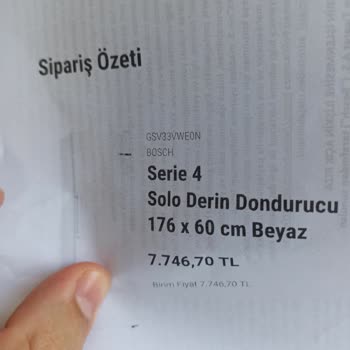 Sipariş Özeti
GSV33VWE0N
BOSCH
Serie 4
Solo Derin Dondurucu
176 x 60 cm Beyaz
7.746,70 TL
Birim Fiyat 7.746,70 TL